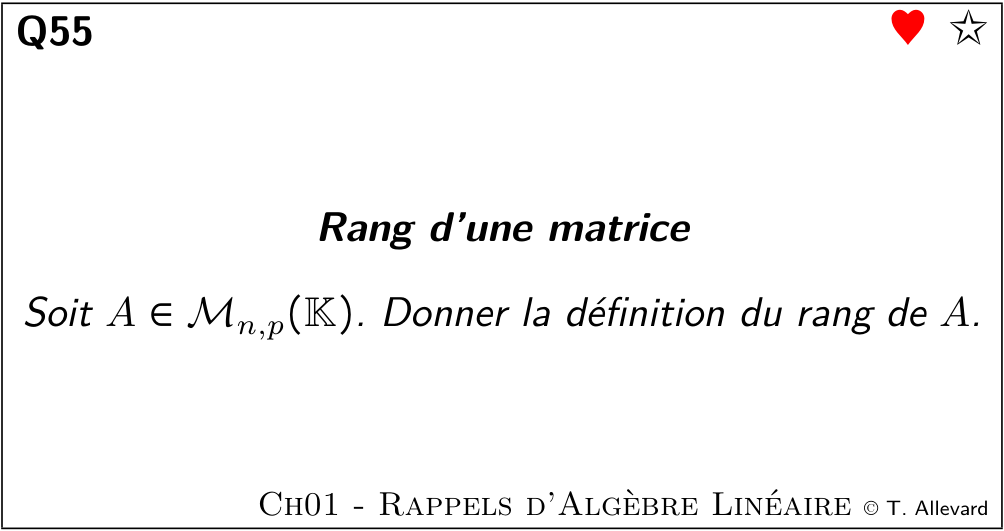 Q55
Rang d'une matrice
Soit $A \in \mathcal{M}_{n,p}(\mathbb{K})$. Donner la définition du rang de $A$.
Ch01 - Rappels d'Algèbre Linéaire © T. Allevard